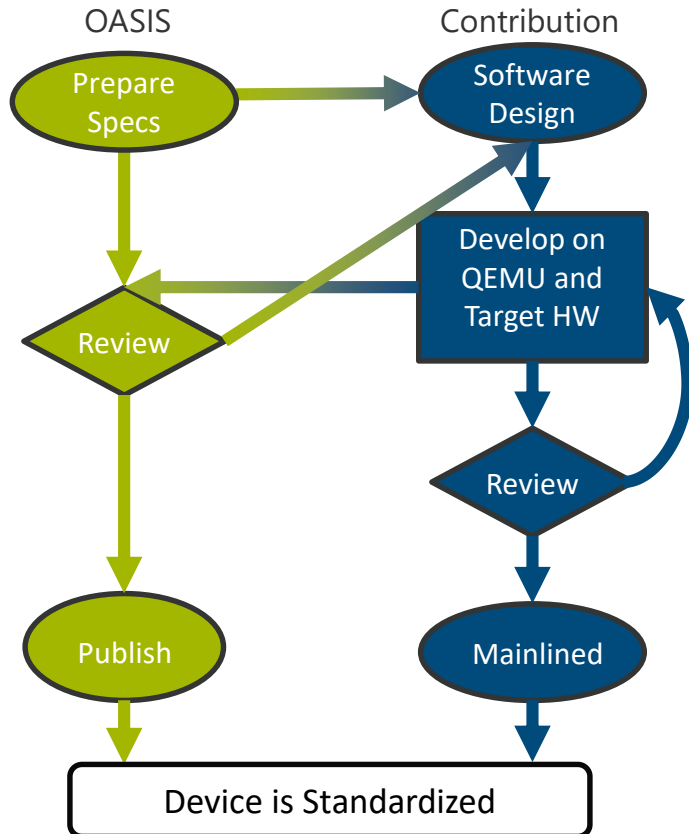 OASIS
Contribution
Prepare
Specs
Software
Design
Develop on
QEMU and
Target HW
Review
Review
Publish
Mainlined
Device is Standardized